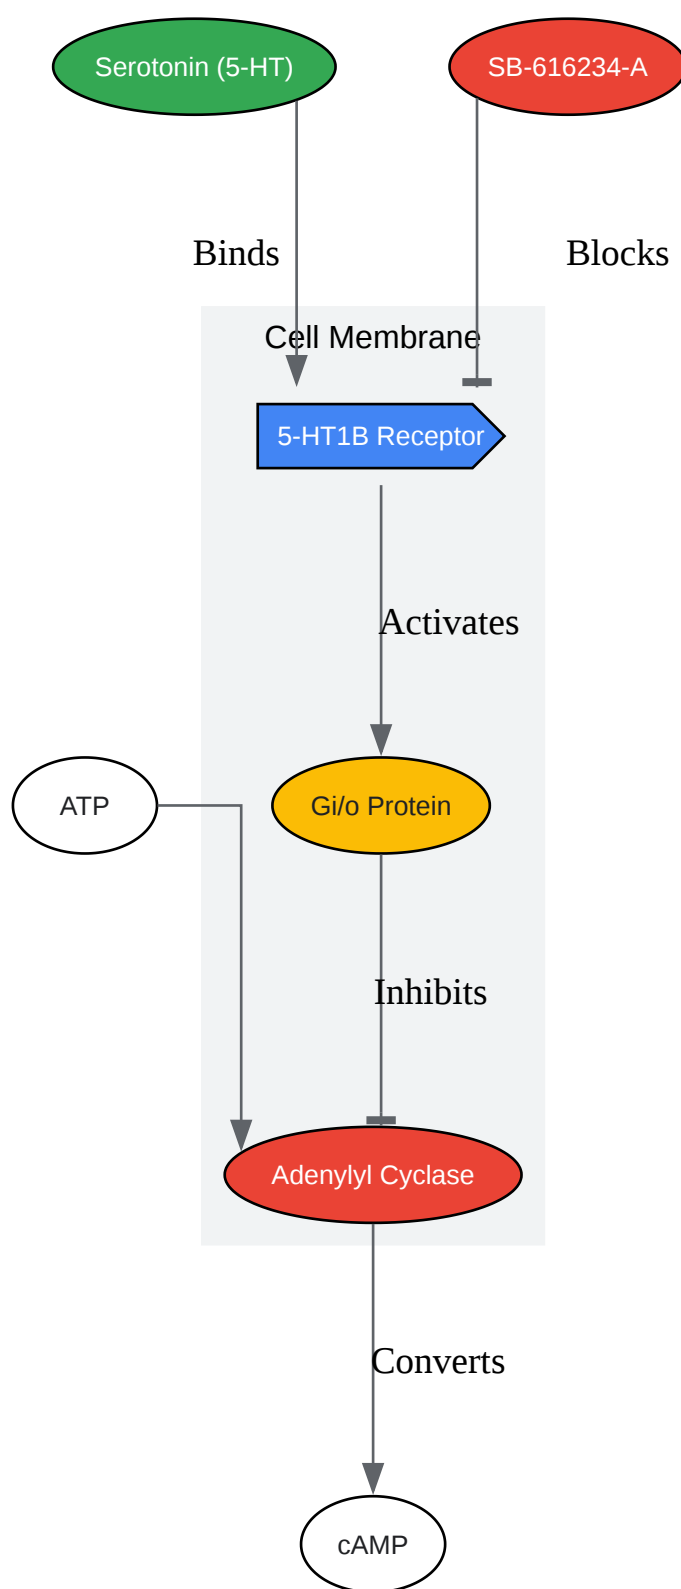 Serotonin (5-HT)
SB-616234-A
Binds
Blocks
Cell Membrane
5-HT1B Receptor
Activates
ATP
Gi/o Protein
Inhibits
Adenylyl Cyclase
Converts
cAMP